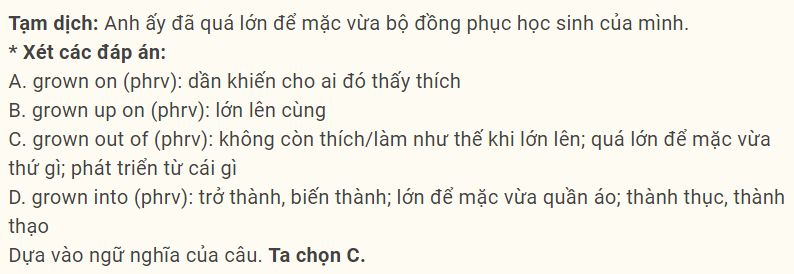 Tạm dịch: Anh ấy đã quá lớn để mặc vừa bộ đồng phục học sinh của mình.
* Xét các đáp án:
A. grown on (phrv): dần khiến cho ai đó thấy thích
B. grown up on (phrv): lớn lên cùng
C. grown out of (phrv): không còn thích/làm như thế khi lớn lên; quá lớn để mặc vừa
thứ gì; phát triển từ cái gì
D. grown into (phrv): trở thành, biến thành; lớn để mặc vừa quần áo; thành thục, thành
thạo
Dựa vào ngữ nghĩa của câu. Ta chọn C.